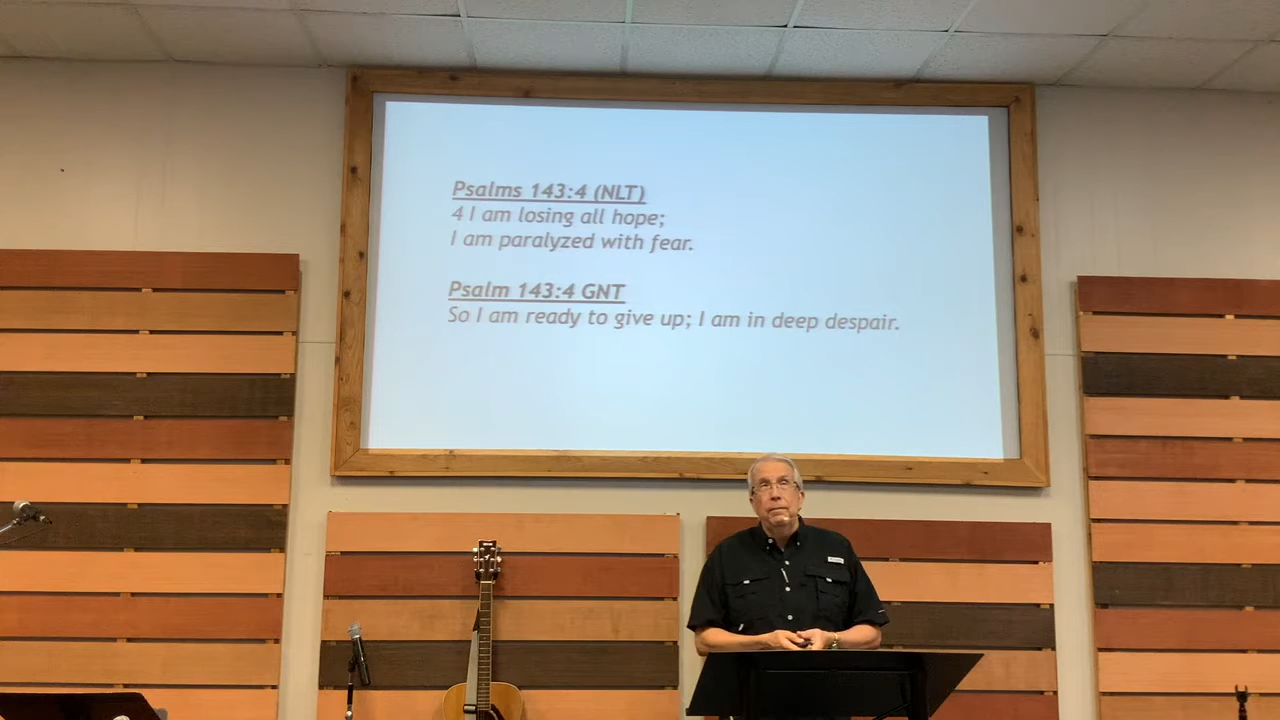 Psalms 143:4 (NLT)
4 I am losing all hope;
I am paralyzed with fear.
Psalm 143:4 GNT
So I am ready to give up; I am in deep despair.